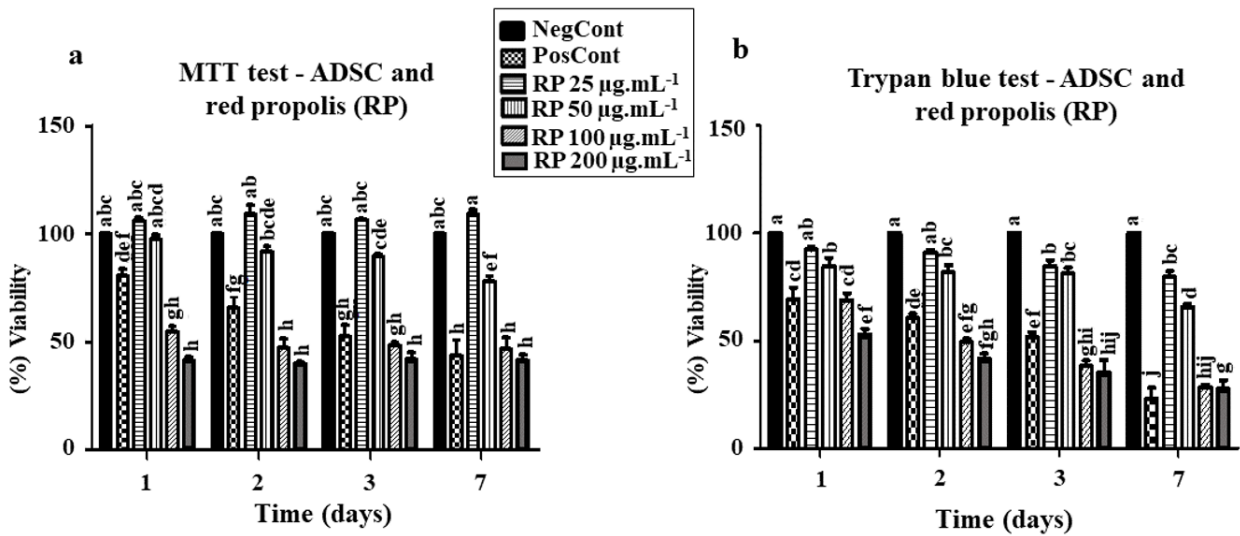 a
MTT test - ADSC and
red propolis (RP)
NegCont
PosCont
RP 25 µg.mL-1
RP 50 µg.mL-1
RP 100 µg.mL-1
RP 200 µg.mL-1
b
Trypan blue test - ADSC and
red propolis (RP)
(%) Viability
150
100
50
0
abc
def
abc
abcd
gh
h
abc
fg
ab
bcde
h
h
abc
gh
abc
cde
gh
h
abc
h
a
ef
h
h
1
2
3
7
Time (days)
(%) Viability
150
100
50
0
a
cd
ab
b
cd
ef
a
de
ab
bc
efg
fgh
a
ef
b
bc
ghi
hij
a
j
bc
d
hij
g
1
2
3
7
Time (days)